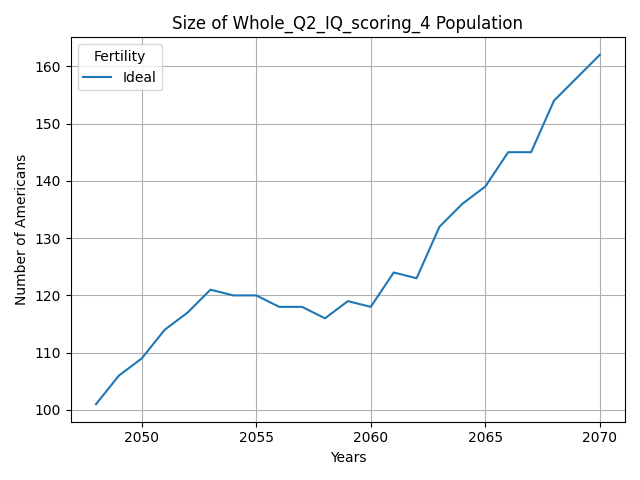 Size of Whole_Q2_IQ_scoring_4 Population
Fertility
Ideal
Number of Americans
160
150
140
130
120
110
100
2050 2055 2060 2065 2070
Years